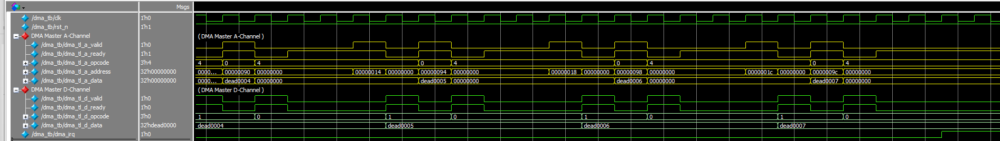 Msgs
/dma_tb/clk 1'h0
/dma_tb/rst_n 1'h1
DMA Master A-Channel ( DMA Master A-Channel )
/dma_tb/dma_tl_a_valid 1'h0
/dma_tb/dma_tl_a_ready 1'h1
/dma_tb/dma_tl_a_opcode 3'h4 4 0 4 0 4 0 4 0 4
/dma_tb/dma_tl_a_address 32'h00000000 0000... 00000090 00000000 00000014 00000000 00000094 00000000 00000018 00000000 00000098 00000000 0000001c 00000000 0000009c 00000000
/dma_tb/dma_tl_a_data 32'h00000000 0000... dead0004 00000000 dead0005 00000000 dead0006 00000000 dead0007 00000000
DMA Master D-Channel ( DMA Master D-Channel )
/dma_tb/dma_tl_d_valid 1'h0
/dma_tb/dma_tl_d_ready 1'h0
/dma_tb/dma_tl_d_opcode 3'h0 1 0 1 0 1 0 1 0
/dma_tb/dma_tl_d_data 32'hdead0000 dead0004 dead0005 dead0006 dead0007
/dma_tb/dma_irq 1'h0